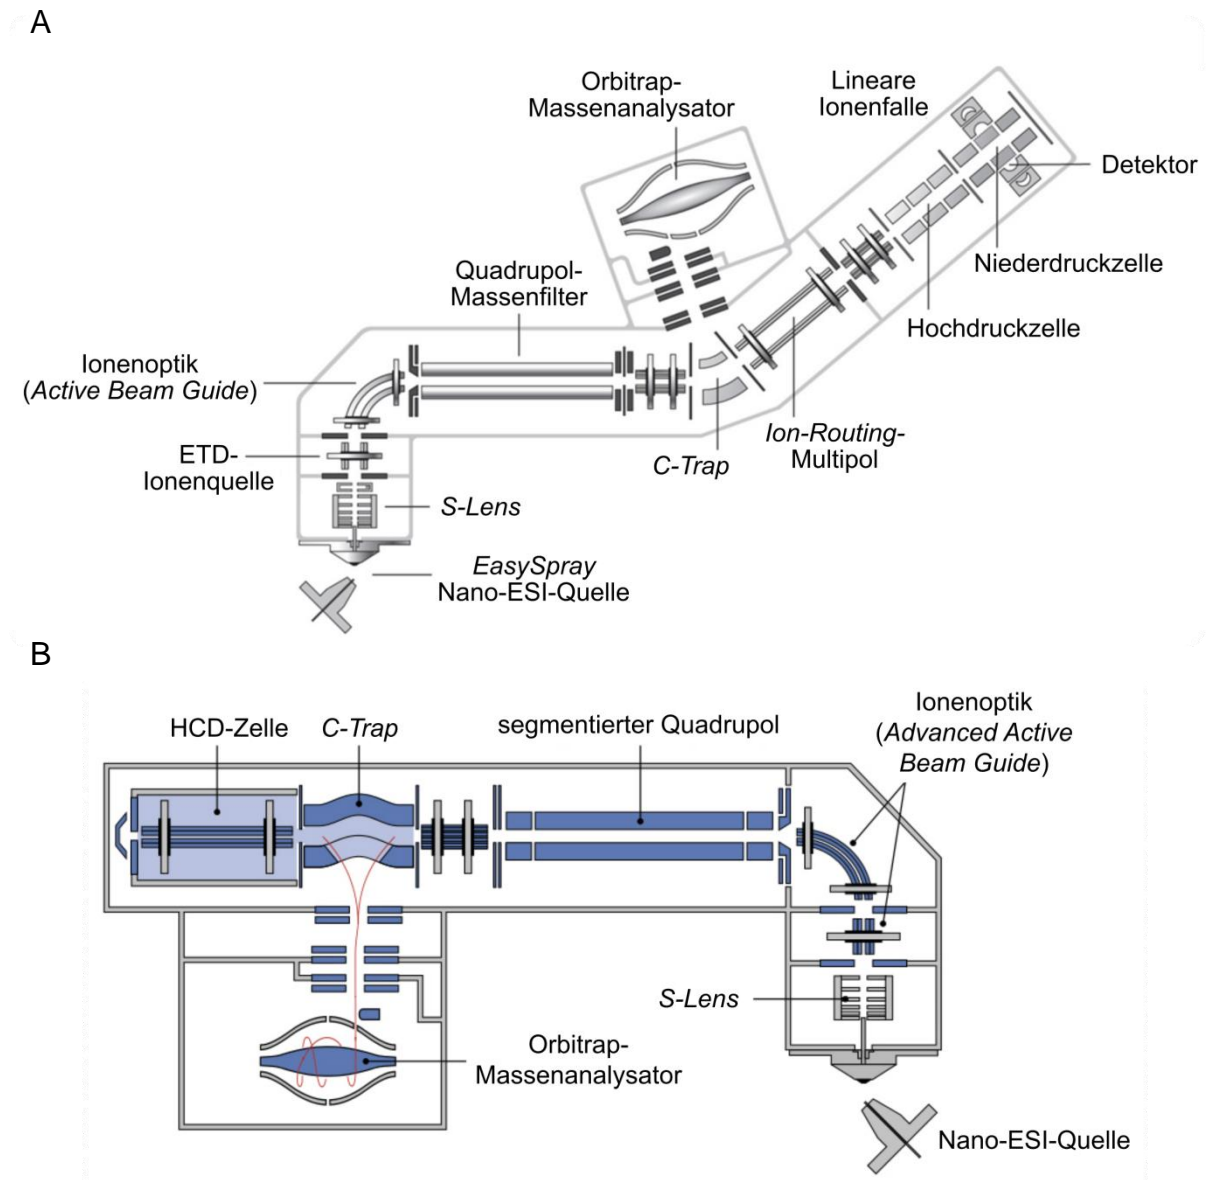 A
Orbitrap-
Massenanalysator
Lineare
Ionenfalle
Detektor
Quadrupol-
Massenfilter
Niederdruckzelle
Hochdruckzelle
Ionenoptik
(Active Beam Guide)
ETD-
Ionenquelle
Ion-Routing-
Multipol
C-Trap
S-Lens
EasySpray
Nano-ESI-Quelle
B
HCD-Zelle
C-Trap
segmentierter Quadrupol
Ionenoptik
(Advanced Active
Beam Guide)
S-Lens
Orbitrap-
Massenanalysator
Nano-ESI-Quelle